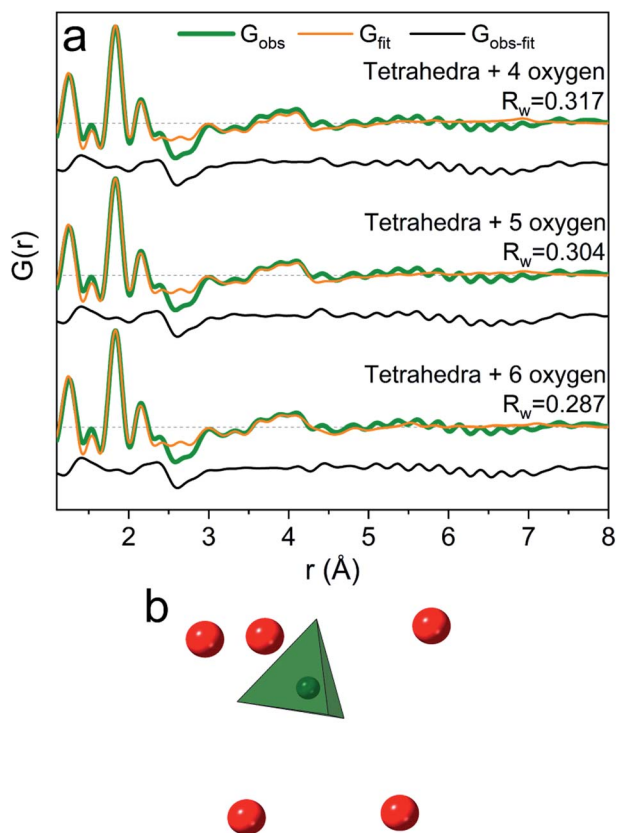 a
G_obs G_fit G_obs-fit
Tetrahedra + 4 oxygen
R_w=0.317
Tetrahedra + 5 oxygen
R_w=0.304
Tetrahedra + 6 oxygen
R_w=0.287
G(r)
2 3 4 5 6 7 8
r (Å)
b